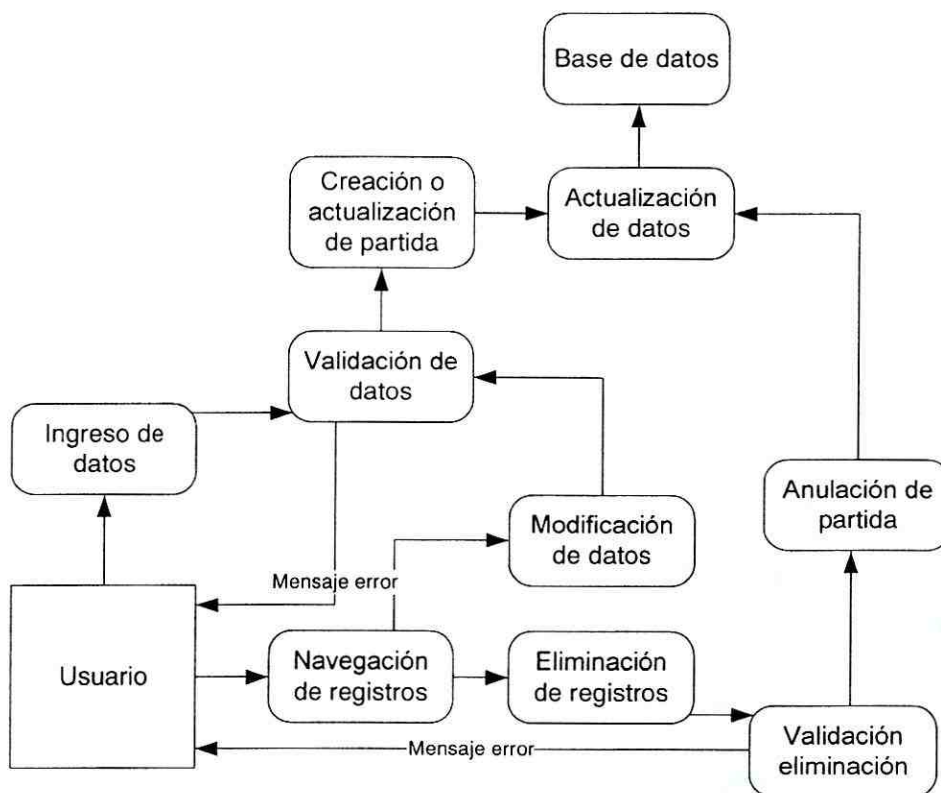 Base de datos
Creación o
actualización
de partida
Actualización
de datos
Validación de
datos
Ingreso de
datos
Anulación de
partida
Modificación
de datos
Mensaje error
Usuario
Navegación
de registros
Eliminación
de registros
Mensaje error
Validación
eliminación